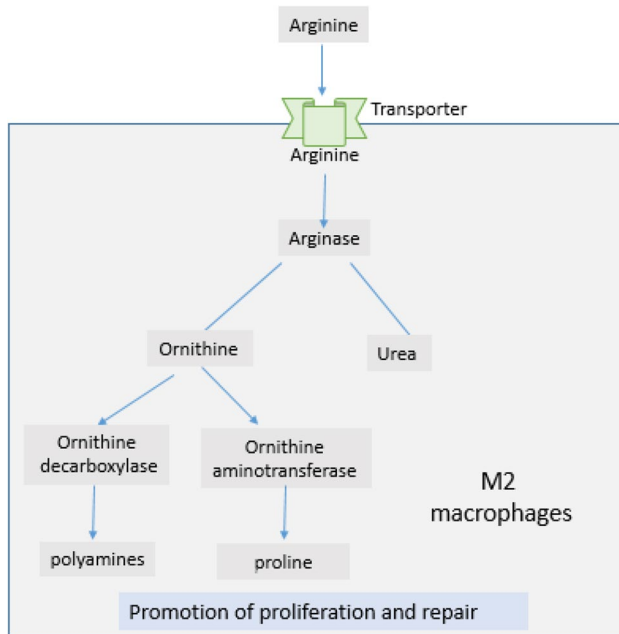 Arginine
Transporter
Arginine
Arginase
Ornithine
Urea
Ornithine
decarboxylase
Ornithine
aminotransferase
M2
macrophages
polyamines
proline
Promotion of proliferation and repair